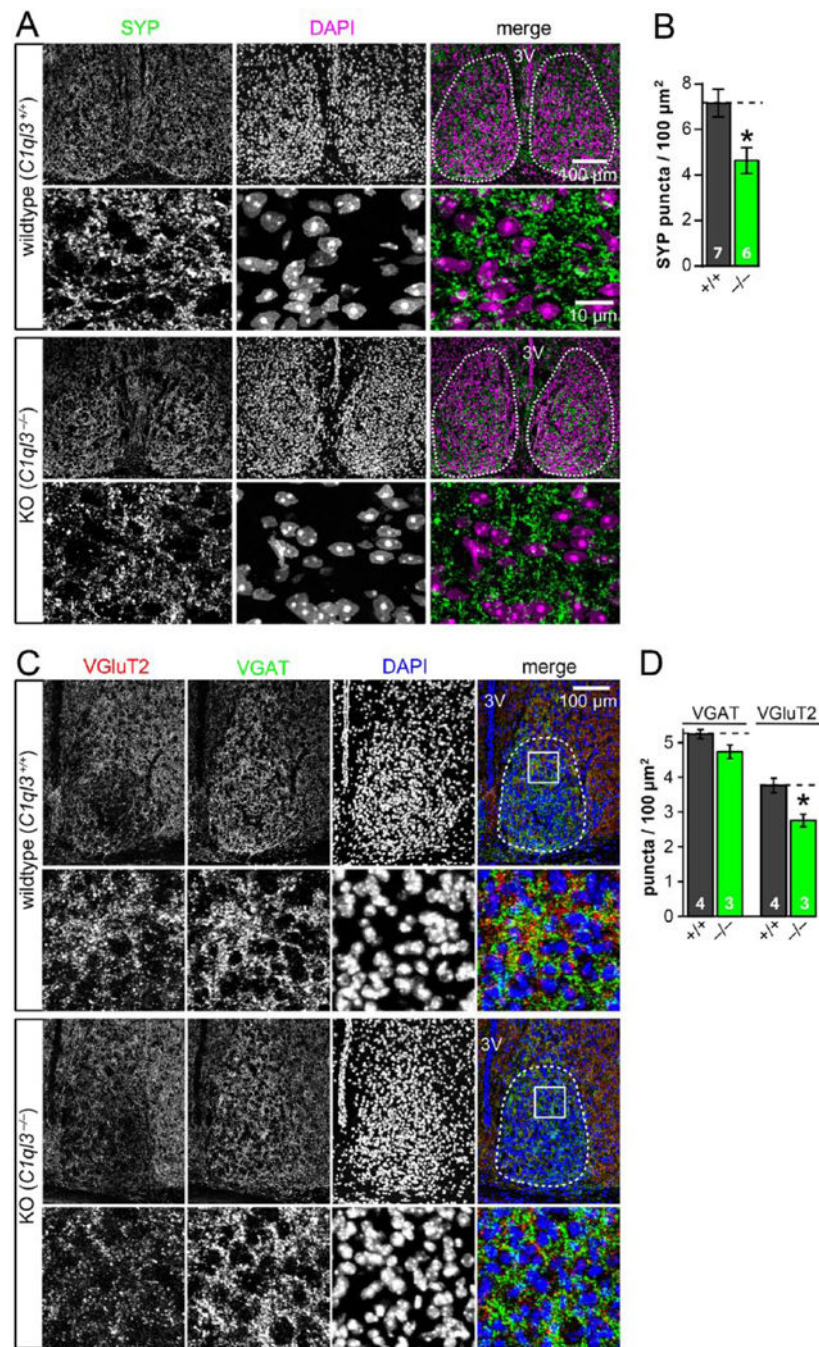 A
SYP DAPI merge
wildtype (C1ql3+/+)
3V
100 µm
10 µm
KO (C1ql3−/−)
3V
B
SYP puncta / 100 µm²
8
6
4
2
0
7 6
*
+/+ −/−
C
VGluT2 VGAT DAPI merge
wildtype (C1ql3+/+)
3V 100 µm
KO (C1ql3−/−)
3V
D
VGAT VGluT2
puncta / 100 µm²
5
4
3
2
1
0
*
4 3 4 3
+/+ −/− +/+ −/−